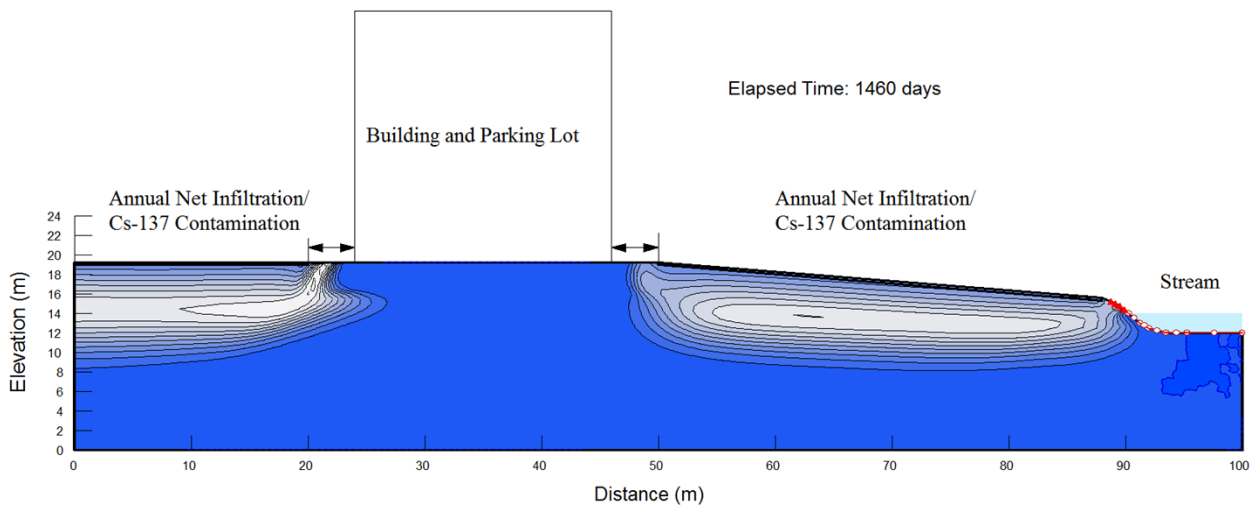 Elapsed Time: 1460 days
Building and Parking Lot
Annual Net Infiltration/
Cs-137 Contamination
Annual Net Infiltration/
Cs-137 Contamination
Stream
Elevation (m)
24
22
20
18
16
14
12
10
8
6
4
2
0
0 10 20 30 40 50 60 70 80 90 100
Distance (m)